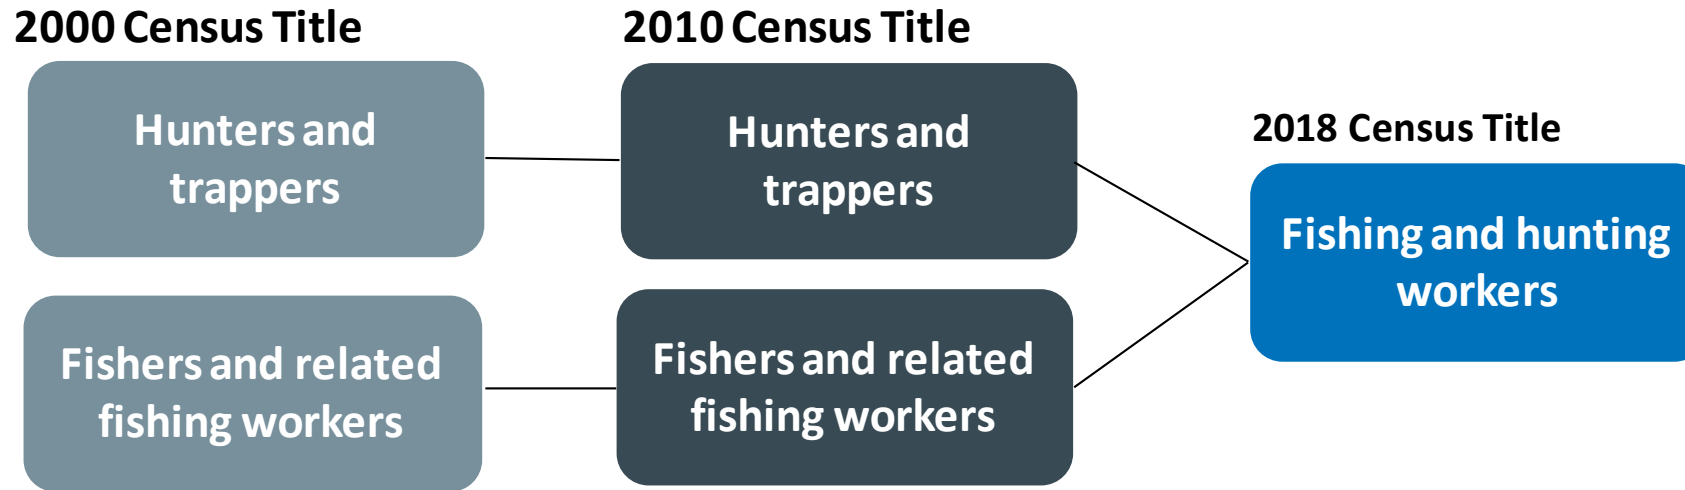 2000 Census Title
Hunters and
trappers
Fishers and related
fishing workers
2010 Census Title
Hunters and
trappers
Fishers and related
fishing workers
2018 Census Title
Fishing and hunting
workers